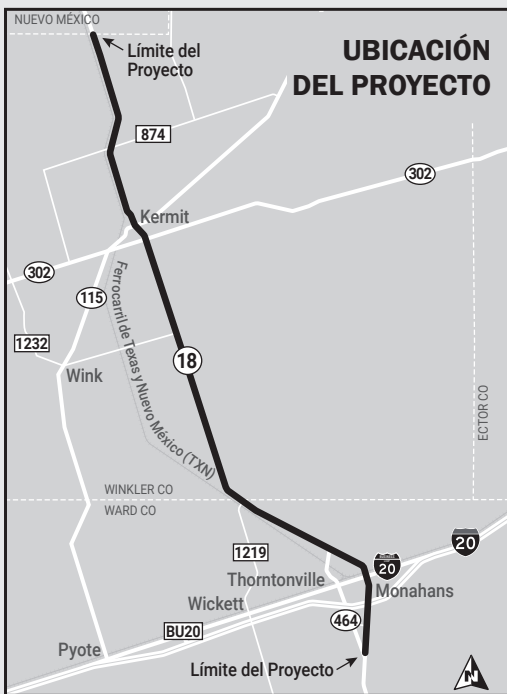 NUEVO MÉXICO
Límite del
Proyecto
UBICACIÓN
DEL PROYECTO
874
302
Kermit
302
115
Ferrocarril de Texas y Nuevo México (TXN)
1232
18
Wink
ECTOR CO
WINKLER CO
WARD CO
1219
20
20
Thorntonville
Monahans
Wickett
464
BU20
Pyote
Límite del Proyecto
N